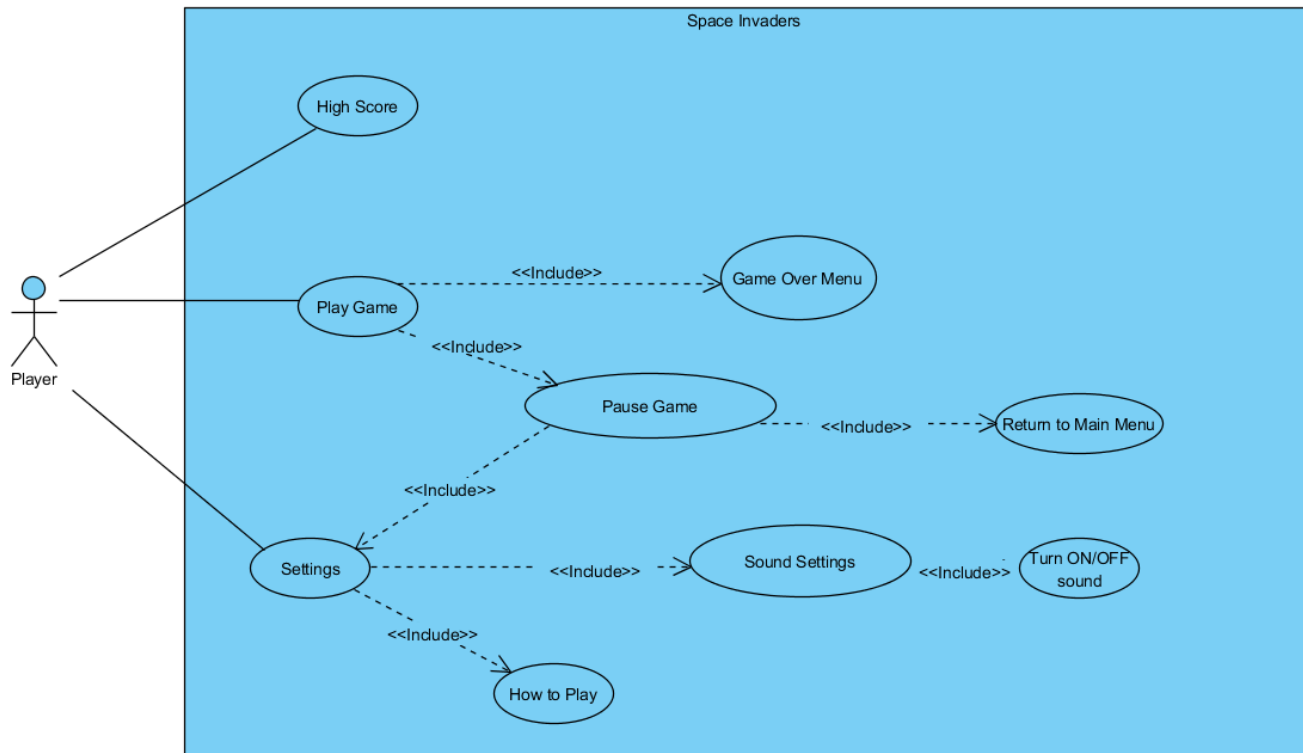 Space Invaders
High Score
<<Include>>
Game Over Menu
Play Game
<<Include>>
Player
Pause Game
<<Include>>
Return to Main Menu
<<Include>>
Settings
<<Include>>
Sound Settings
<<Include>>
Turn ON/OFF
sound
<<Include>>
How to Play